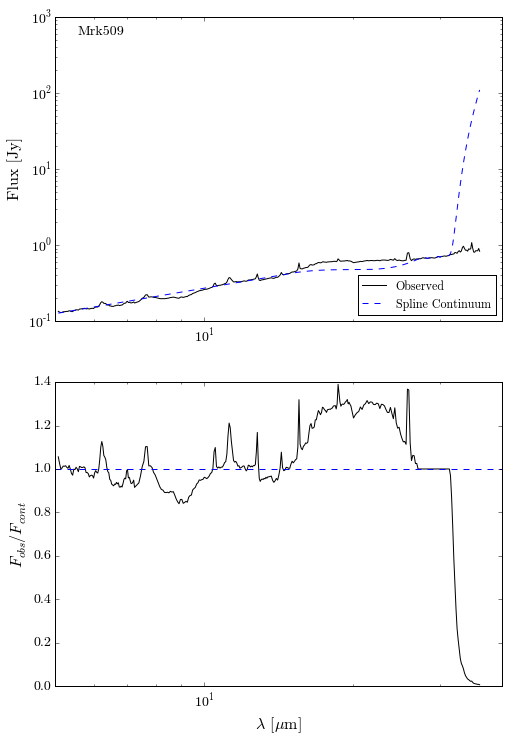 10³
Mrk509
10²
Flux [Jy]
10¹
10⁰
Observed
Spline Continuum
10⁻¹
10¹
1.4
1.2
1.0
0.8
F_obs/F_cont
0.6
0.4
0.2
0.0
10¹
λ [μm]